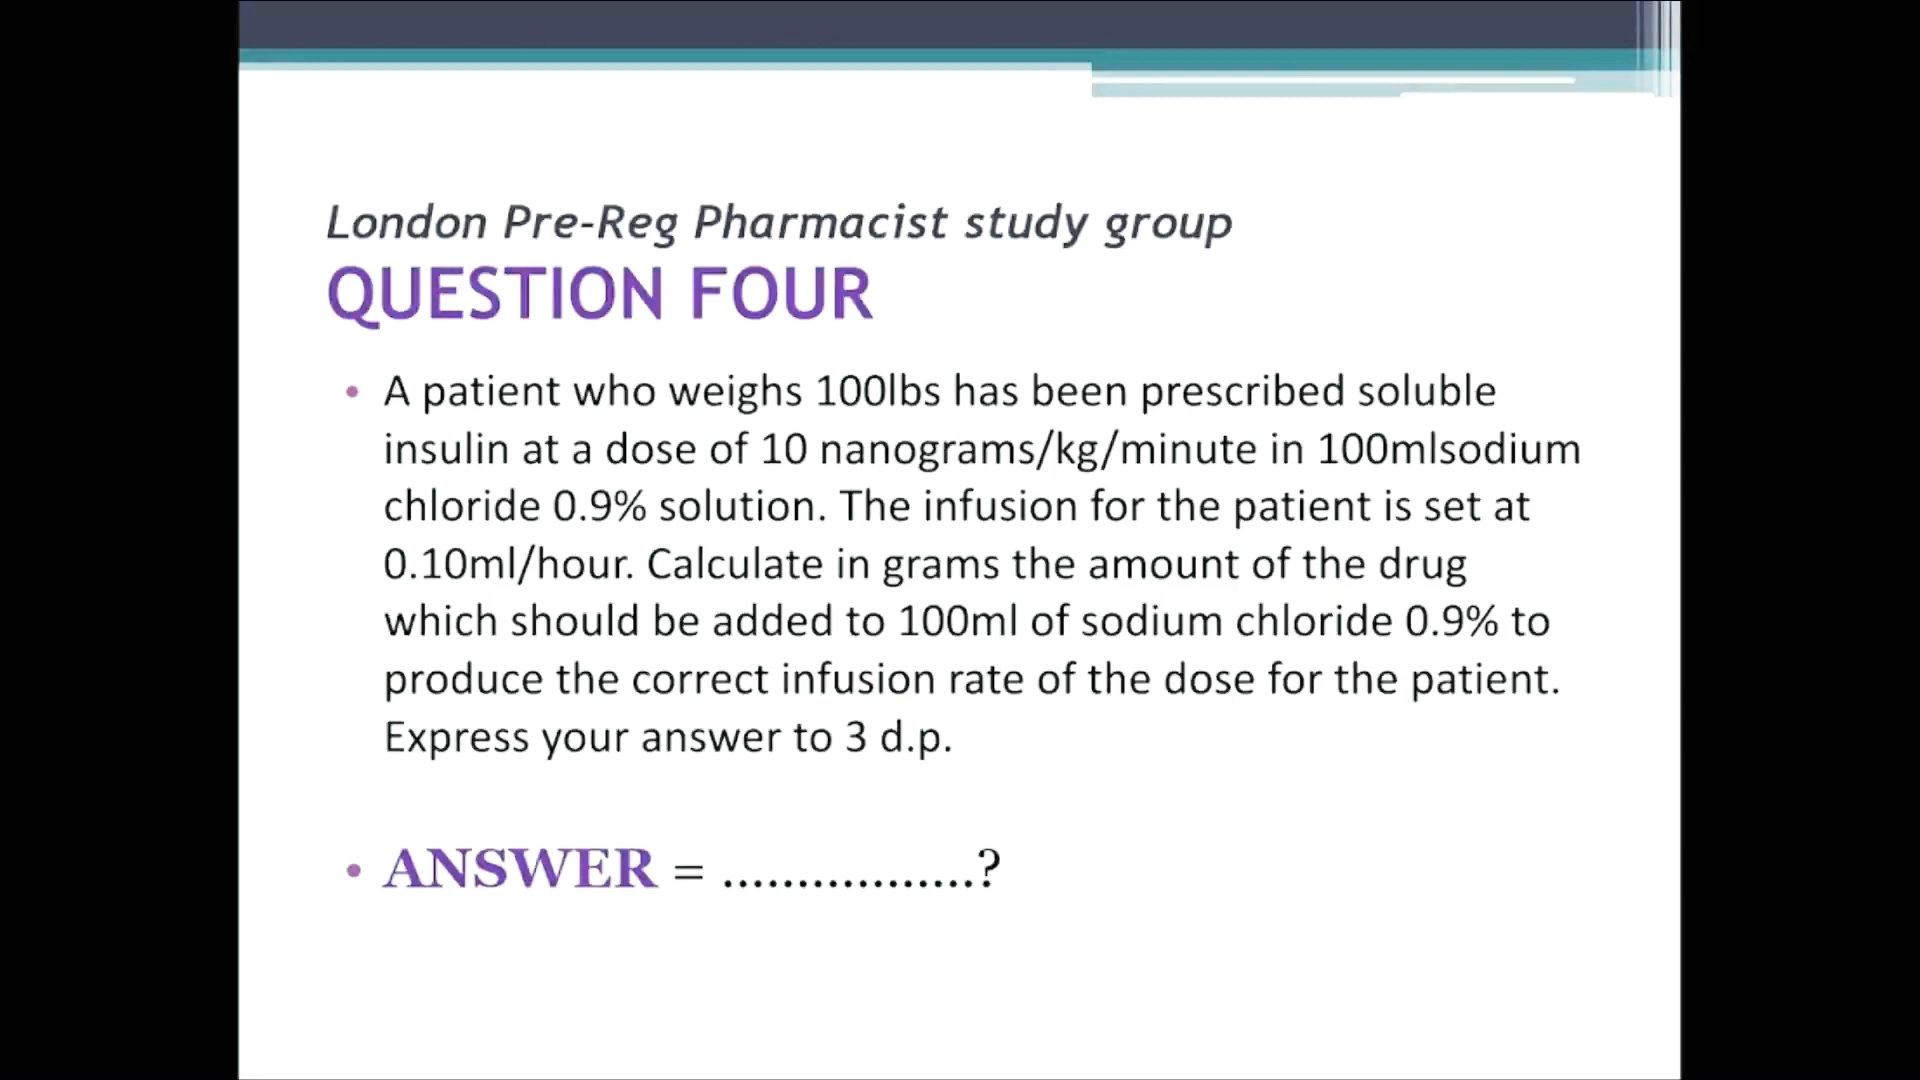 London Pre-Reg Pharmacist study group
QUESTION FOUR
• A patient who weighs 100lbs has been prescribed soluble
insulin at a dose of 10 nanograms/kg/minute in 100mlsodium
chloride 0.9% solution. The infusion for the patient is set at
0.10ml/hour. Calculate in grams the amount of the drug
which should be added to 100ml of sodium chloride 0.9% to
produce the correct infusion rate of the dose for the patient.
Express your answer to 3 d.p.
• ANSWER = .................?